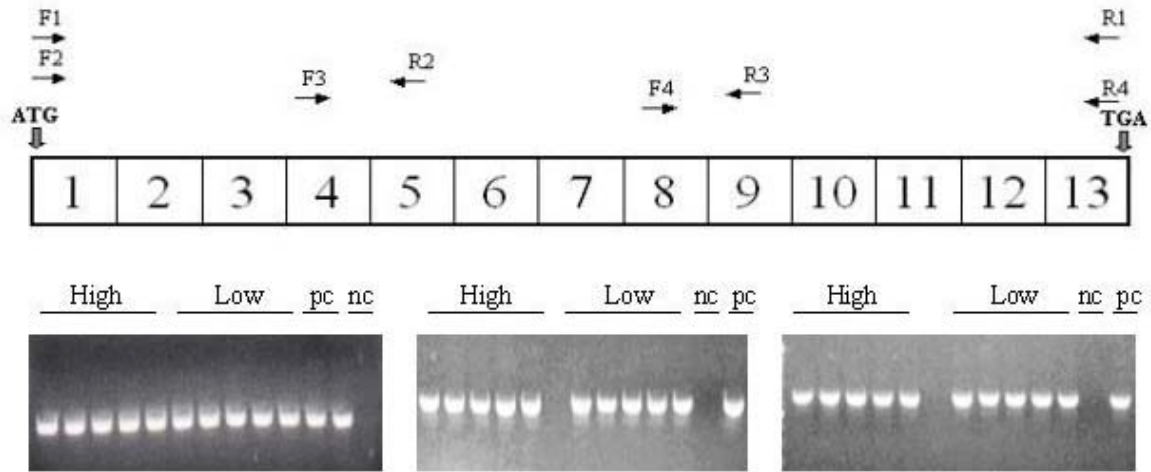 F1 R1
F2 F3 R2 F4 R3 R4
ATG TGA
1 2 3 4 5 6 7 8 9 10 11 12 13
High Low pc nc High Low nc pc High Low nc pc